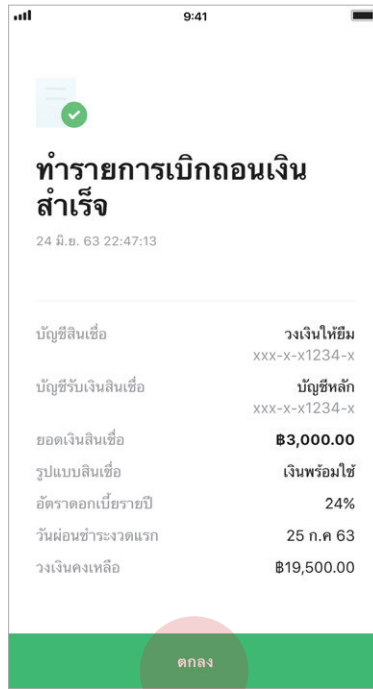 9:41
ทำรายการเบิกถอนเงิน
สำเร็จ
24 มิ.ย. 63 22:47:13
บัญชีสินเชื่อ วงเงินให้ยืม
xxx-x-x1234-x
บัญชีรับเงินสินเชื่อ บัญชีหลัก
xxx-x-x1234-x
ยอดเงินสินเชื่อ ฿3,000.00
รูปแบบสินเชื่อ เงินพร้อมใช้
อัตราดอกเบี้ยรายปี 24%
วันผ่อนชำระงวดแรก 25 ก.ค 63
วงเงินคงเหลือ ฿19,500.00
ตกลง